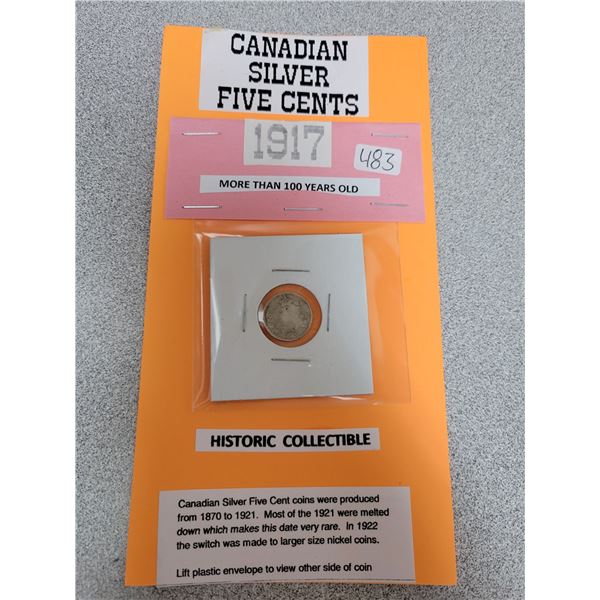 CANADIAN
SILVER
FIVE CENTS
1917
483
MORE THAN 100 YEARS OLD
HISTORIC COLLECTIBLE
Canadian Silver Five Cent coins were produced
from 1870 to 1921. Most of the 1921 were melted
down which makes this date very rare. In 1922
the switch was made to larger size nickel coins.
Lift plastic envelope to view other side of coin